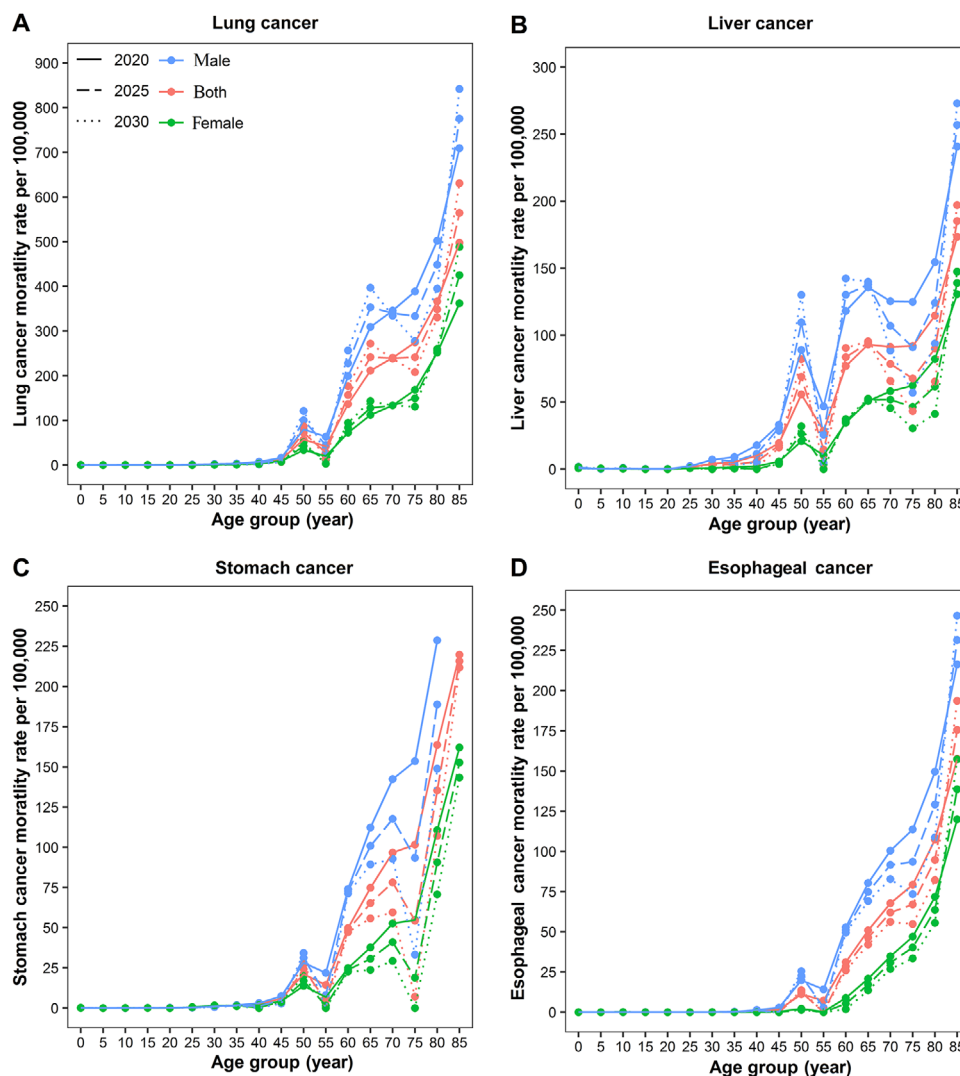 A
Lung cancer
Lung cancer moratlity rate per 100,000
900
800
700
600
500
400
300
200
100
0
2020
2025
2030
Male
Both
Female
0 5 10 15 20 25 30 35 40 45 50 55 60 65 70 75 80 85
Age group (year)
B
Liver cancer
Liver cancer moratlity rate per 100,000
300
250
200
150
100
50
0
0 5 10 15 20 25 30 35 40 45 50 55 60 65 70 75 80 85
Age group (year)
C
Stomach cancer
Stomach cancer moratlity rate per 100,000
250
225
200
175
150
125
100
75
50
25
0
0 5 10 15 20 25 30 35 40 45 50 55 60 65 70 75 80 85
Age group (year)
D
Esophageal cancer
Esophageal cancer moratlity rate per 100,000
250
225
200
175
150
125
100
75
50
25
0
0 5 10 15 20 25 30 35 40 45 50 55 60 65 70 75 80 85
Age group (year)